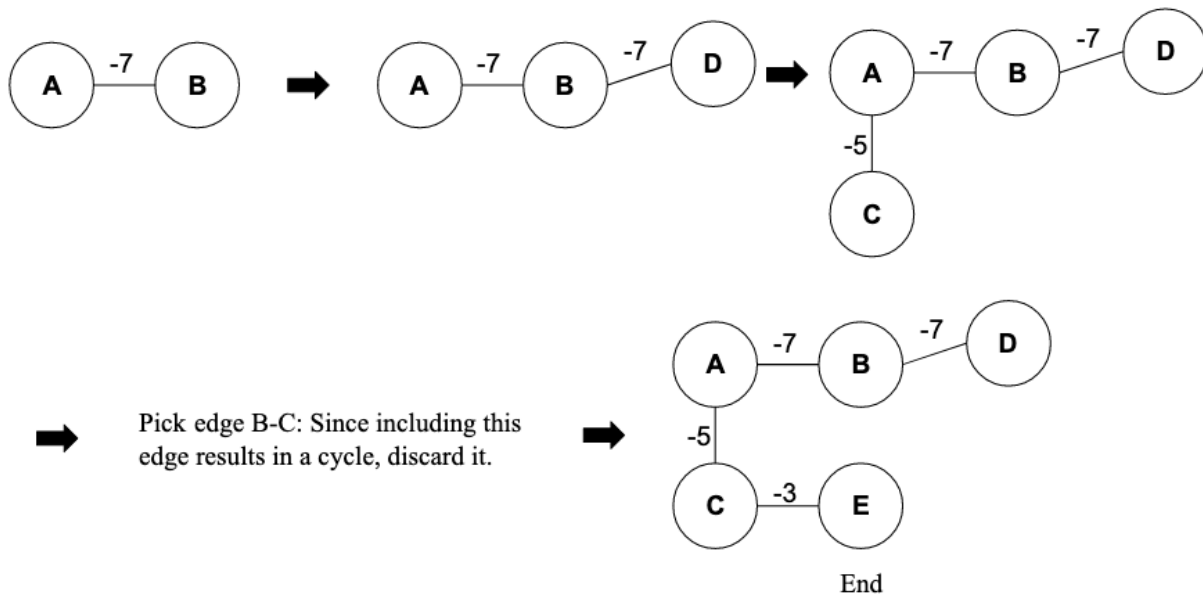 A -7 B
A -7 B -7 D
A -7 B -7 D
-5
C
Pick edge B-C: Since including this
edge results in a cycle, discard it.
A -7 B -7 D
-5
C -3 E
End